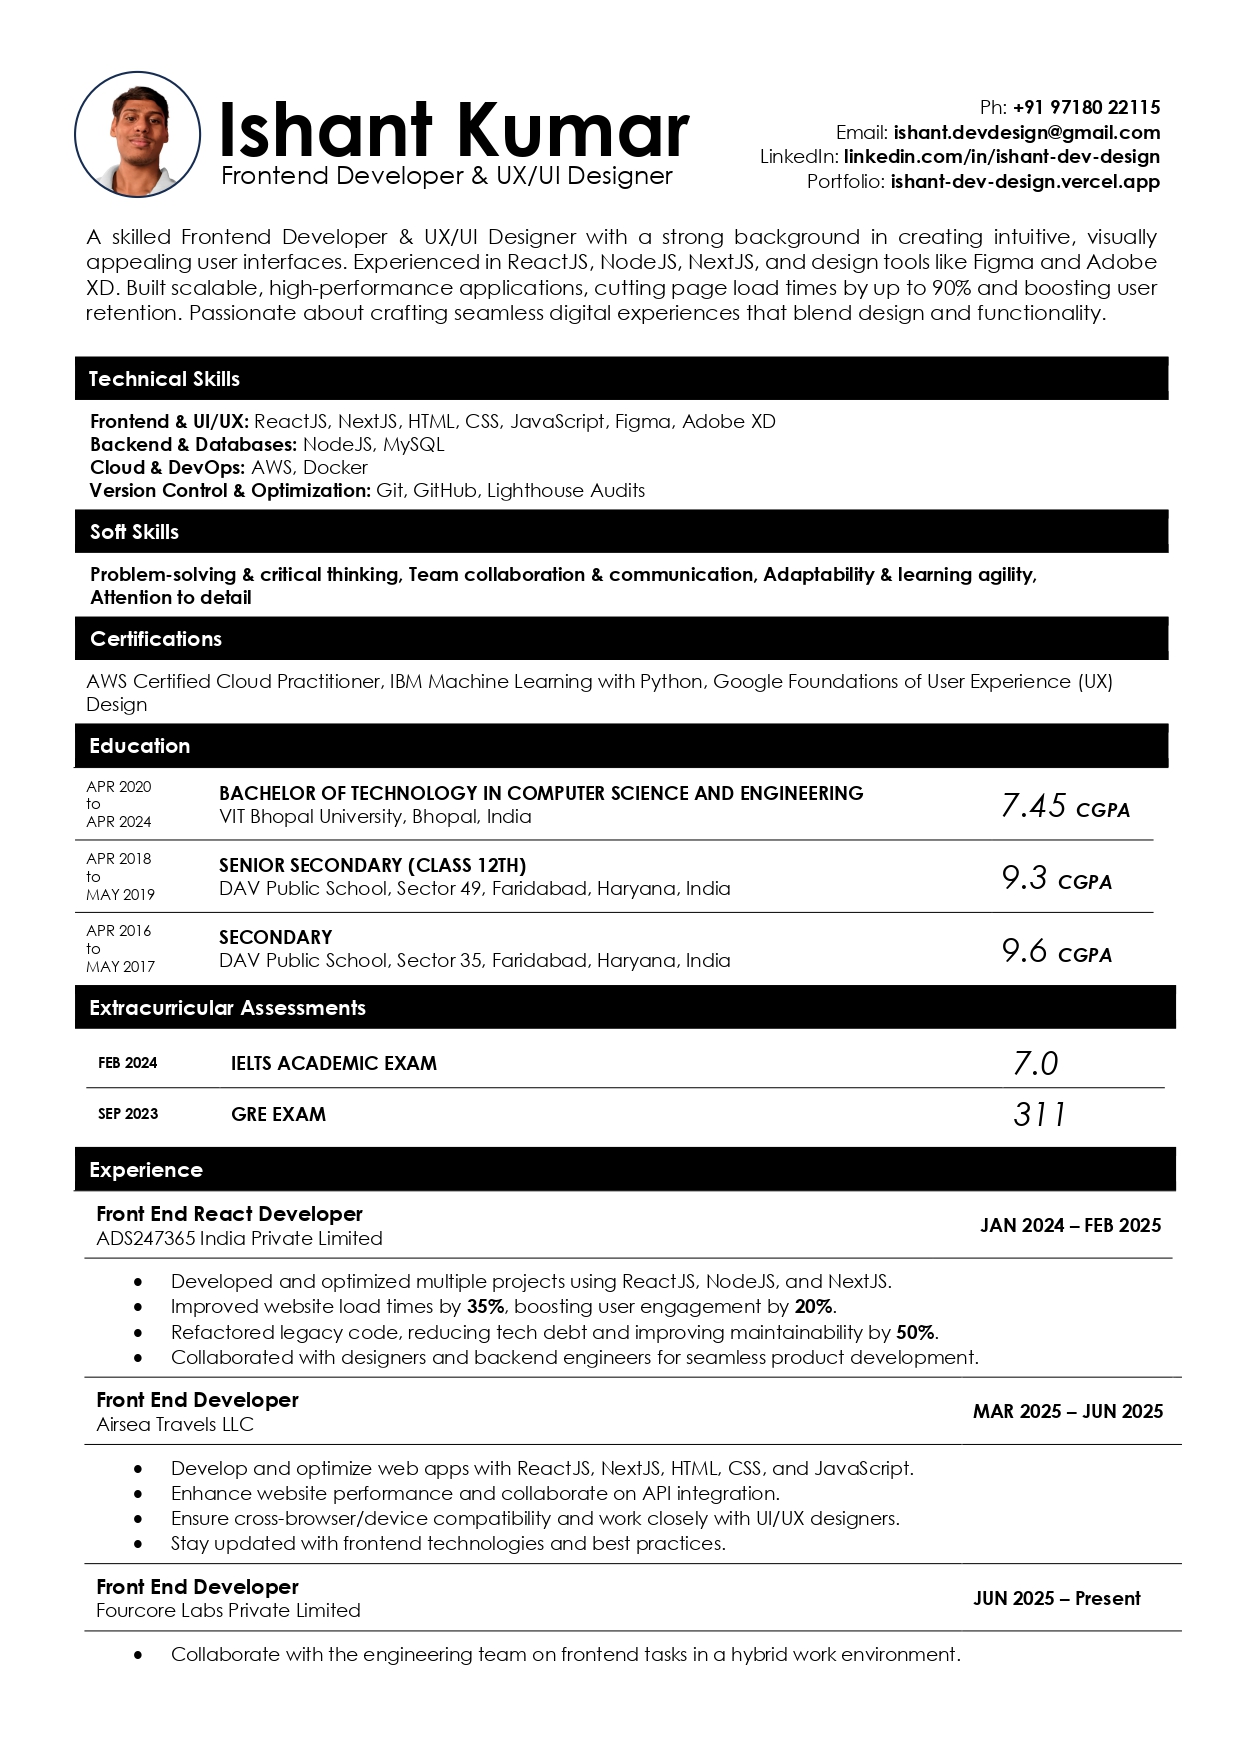 Ishant Kumar
Frontend Developer & UX/UI Designer
Ph: +91 97180 22115
Email: ishant.devdesign@gmail.com
LinkedIn: linkedin.com/in/ishant-dev-design
Portfolio: ishant-dev-design.vercel.app
A skilled Frontend Developer & UX/UI Designer with a strong background in creating intuitive, visually
appealing user interfaces. Experienced in ReactJS, NodeJS, NextJS, and design tools like Figma and Adobe
XD. Built scalable, high-performance applications, cutting page load times by up to 90% and boosting user
retention. Passionate about crafting seamless digital experiences that blend design and functionality.
Technical Skills
Frontend & UI/UX: ReactJS, NextJS, HTML, CSS, JavaScript, Figma, Adobe XD
Backend & Databases: NodeJS, MySQL
Cloud & DevOps: AWS, Docker
Version Control & Optimization: Git, GitHub, Lighthouse Audits
Soft Skills
Problem-solving & critical thinking, Team collaboration & communication, Adaptability & learning agility,
Attention to detail
Certifications
AWS Certified Cloud Practitioner, IBM Machine Learning with Python, Google Foundations of User Experience (UX)
Design
Education
APR 2020
to
APR 2024
BACHELOR OF TECHNOLOGY IN COMPUTER SCIENCE AND ENGINEERING
VIT Bhopal University, Bhopal, India
7.45 CGPA
APR 2018
to
MAY 2019
SENIOR SECONDARY (CLASS 12TH)
DAV Public School, Sector 49, Faridabad, Haryana, India
9.3 CGPA
APR 2016
to
MAY 2017
SECONDARY
DAV Public School, Sector 35, Faridabad, Haryana, India
9.6 CGPA
Extracurricular Assessments
FEB 2024 IELTS ACADEMIC EXAM 7.0
SEP 2023 GRE EXAM 311
Experience
Front End React Developer
ADS247365 India Private Limited
JAN 2024 – FEB 2025
• Developed and optimized multiple projects using ReactJS, NodeJS, and NextJS.
• Improved website load times by 35%, boosting user engagement by 20%.
• Refactored legacy code, reducing tech debt and improving maintainability by 50%.
• Collaborated with designers and backend engineers for seamless product development.
Front End Developer
Airsea Travels LLC
MAR 2025 – JUN 2025
• Develop and optimize web apps with ReactJS, NextJS, HTML, CSS, and JavaScript.
• Enhance website performance and collaborate on API integration.
• Ensure cross-browser/device compatibility and work closely with UI/UX designers.
• Stay updated with frontend technologies and best practices.
Front End Developer
Fourcore Labs Private Limited
JUN 2025 – Present
• Collaborate with the engineering team on frontend tasks in a hybrid work environment.